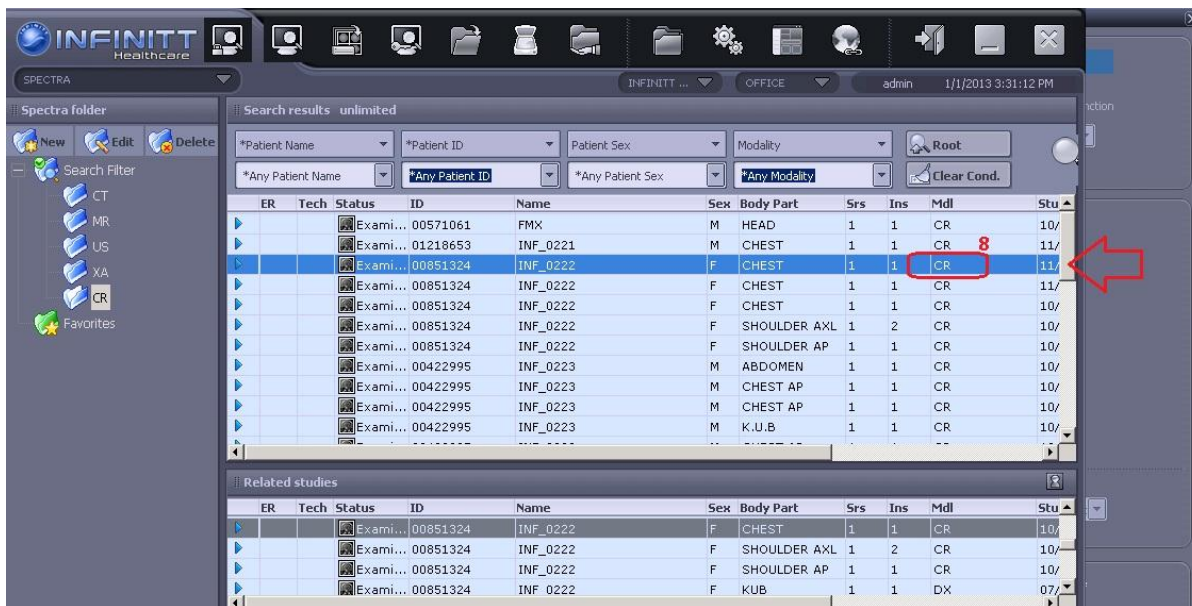 INFINITT
Healthcare
SPECTRA
INFINITT ...
OFFICE
admin
1/1/2013 3:31:12 PM
Spectra folder
New Edit Delete
Search Filter
CT
MR
US
XA
CR
Favorites
Search results unlimited
*Patient Name *Patient ID Patient Sex Modality Root
*Any Patient Name *Any Patient ID *Any Patient Sex *Any Modality Clear Cond.
ER Tech Status ID Name Sex Body Part Srs Ins Mdl Stu
Exami... 00571061 FMX M HEAD 1 1 CR 10/
Exami... 01218653 INF_0221 M CHEST 1 1 CR 11/
8
Exami... 00851324 INF_0222 F CHEST 1 1 CR 11/
Exami... 00851324 INF_0222 F CHEST 1 1 CR 11/
Exami... 00851324 INF_0222 F CHEST 1 1 CR 10/
Exami... 00851324 INF_0222 F SHOULDER AXL 1 2 CR 10/
Exami... 00851324 INF_0222 F SHOULDER AP 1 1 CR 10/
Exami... 00422995 INF_0223 M ABDOMEN 1 1 CR 10/
Exami... 00422995 INF_0223 M CHEST AP 1 1 CR 10/
Exami... 00422995 INF_0223 M CHEST AP 1 1 CR 10/
Exami... 00422995 INF_0223 M K.U.B 1 1 CR 10/
Related studies
ER Tech Status ID Name Sex Body Part Srs Ins Mdl Stu
Exami... 00851324 INF_0222 F CHEST 1 1 CR 10/
Exami... 00851324 INF_0222 F SHOULDER AXL 1 2 CR 10/
Exami... 00851324 INF_0222 F SHOULDER AP 1 1 CR 10/
Exami... 00851324 INF_0222 F KUB 1 1 DX 07/
nction